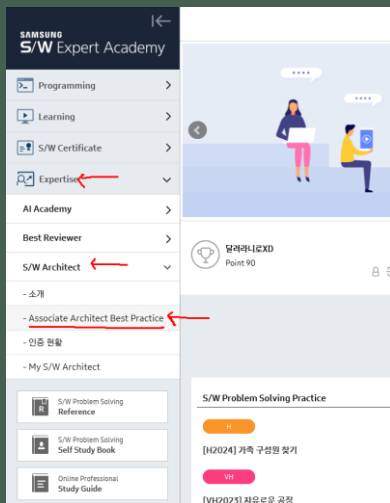 SAMSUNG
S/W Expert Academy
Programming
Learning
S/W Certificate
Expertise
AI Academy
Best Reviewer
S/W Architect
- 소개
- Associate Architect Best Practice
- 인증 현황
- My S/W Architect
S/W Problem Solving
Reference
S/W Problem Solving
Self Study Book
Online Professional
Study Guide
달려라니로XD
Point 90
8
S/W Problem Solving Practice
H
[H2024] 가족 구성원 찾기
VH
[VH2023] 자유로운 공장